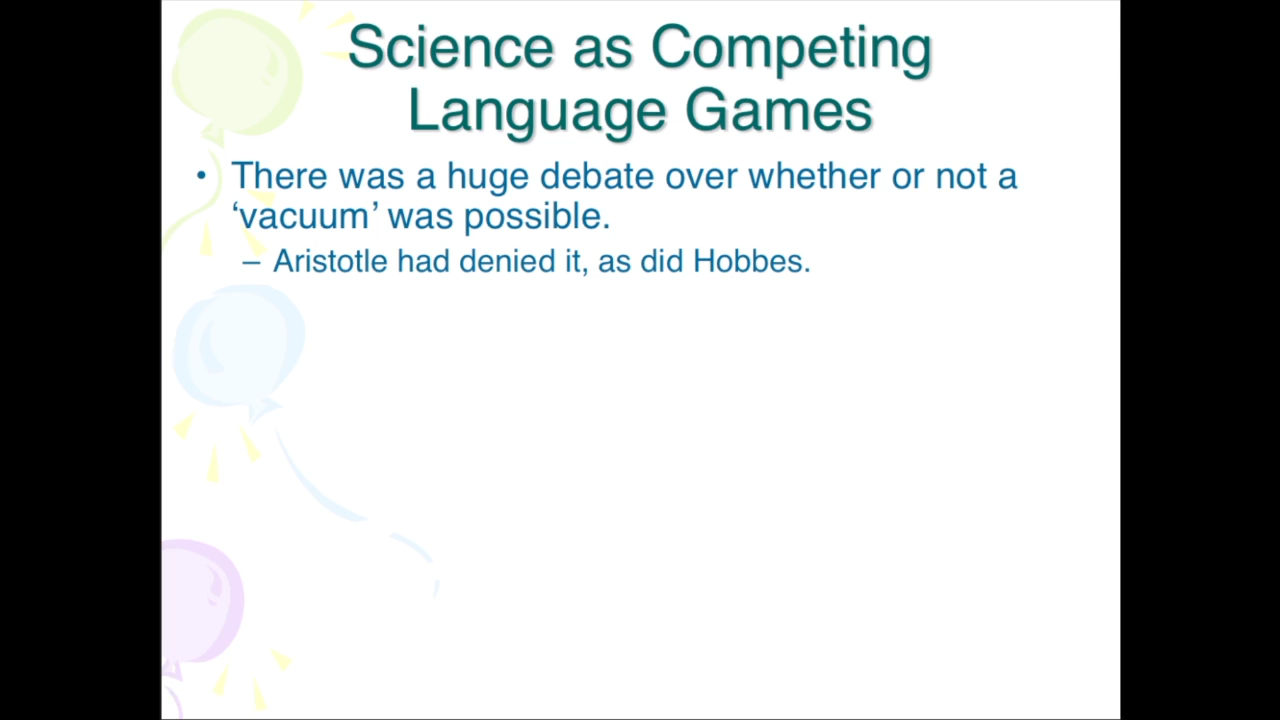 Science as Competing
Language Games
• There was a huge debate over whether or not a
‘vacuum’ was possible.
– Aristotle had denied it, as did Hobbes.